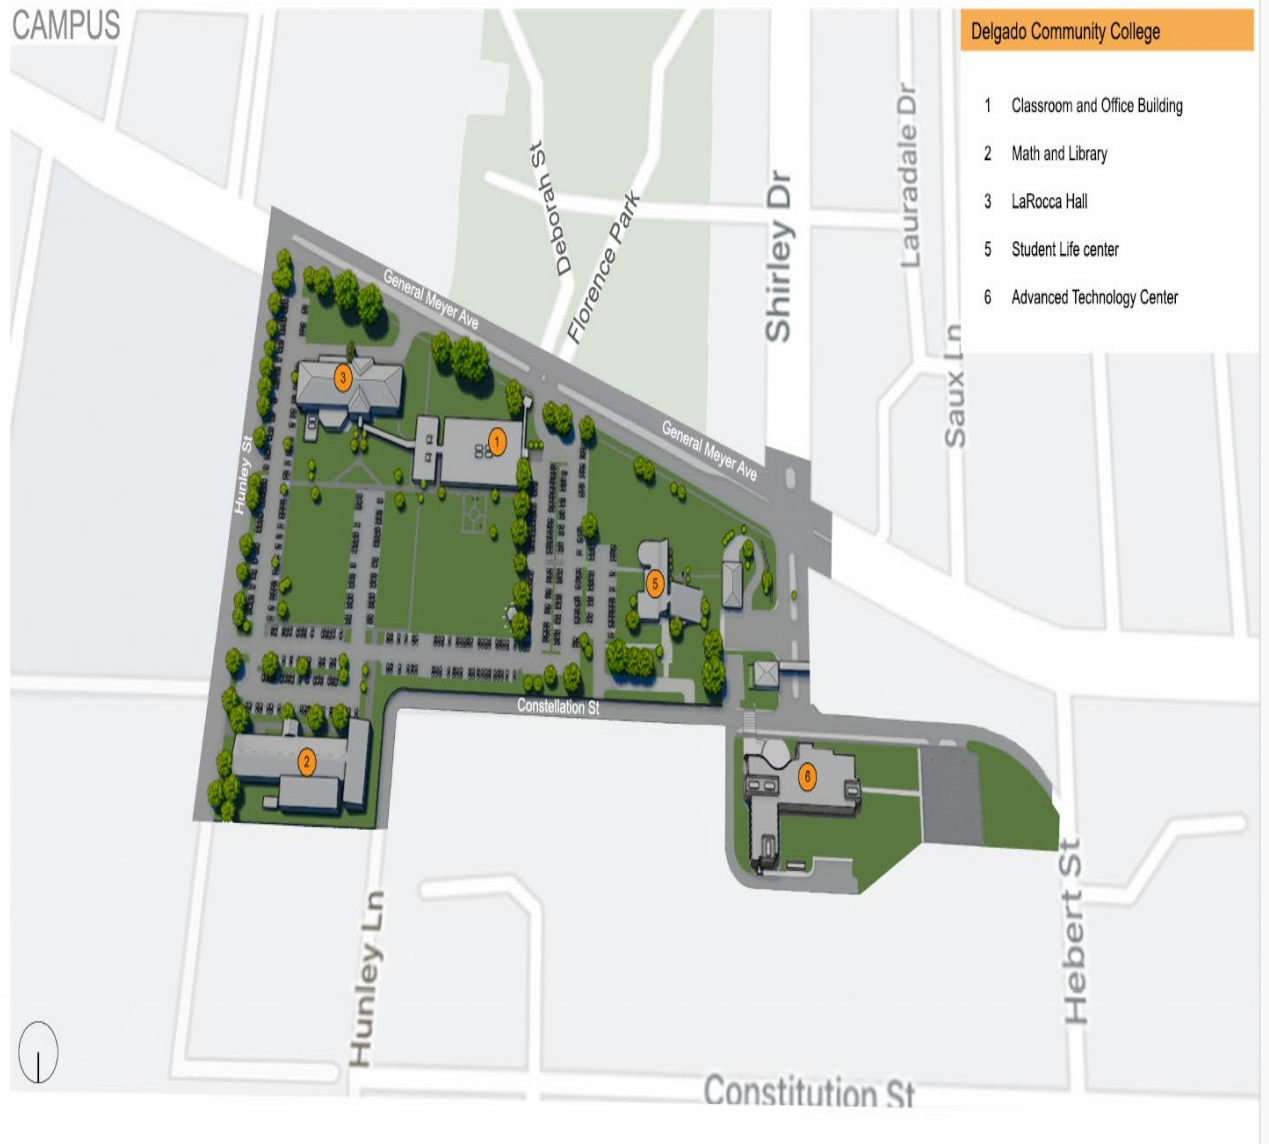 CAMPUS
Delgado Community College
1 Classroom and Office Building
2 Math and Library
3 LaRocca Hall
5 Student Life center
6 Advanced Technology Center
Deborah St
Florence Park
Shirley Dr
Lauradale Dr
Saux Ln
General Meyer Ave
General Meyer Ave
Hunley St
3
1
5
Constellation St
2
6
Hunley Ln
Hebert St
Constitution St